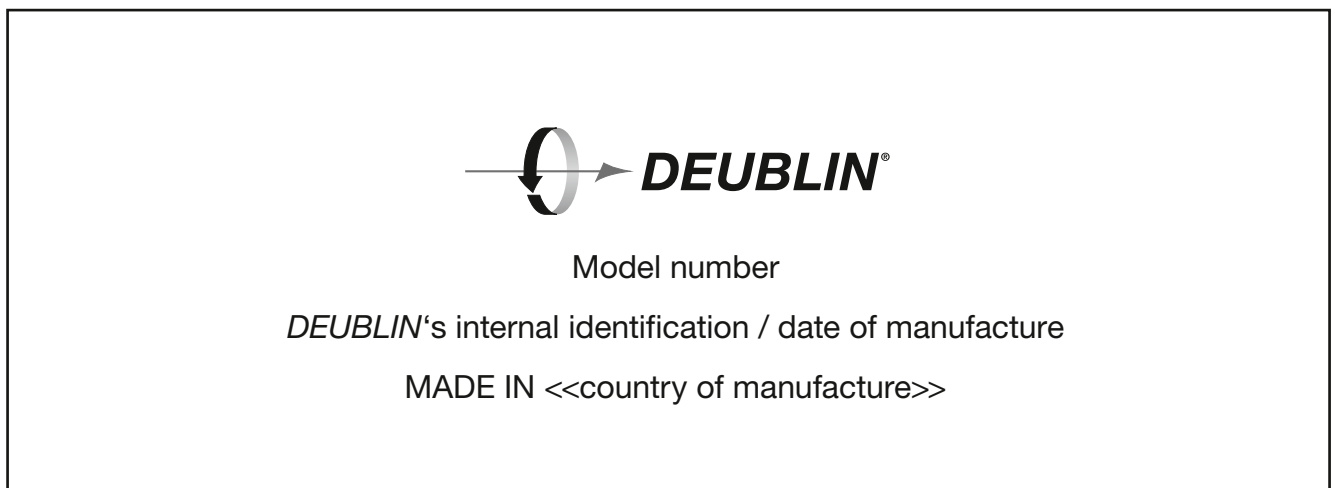 DEUBLIN®
Model number
DEUBLIN‘s internal identification / date of manufacture
MADE IN <<country of manufacture>>